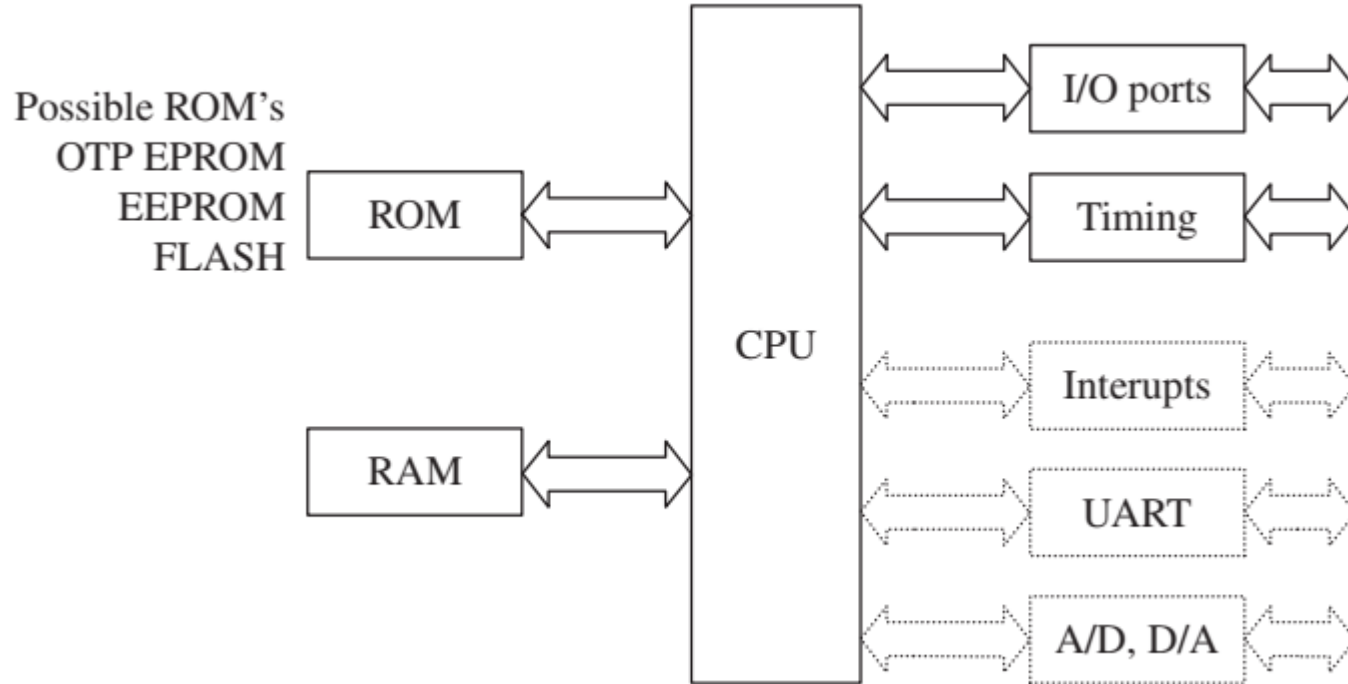 Possible ROM's
OTP EPROM
EEPROM
FLASH
ROM
RAM
CPU
I/O ports
Timing
Interupts
UART
A/D, D/A